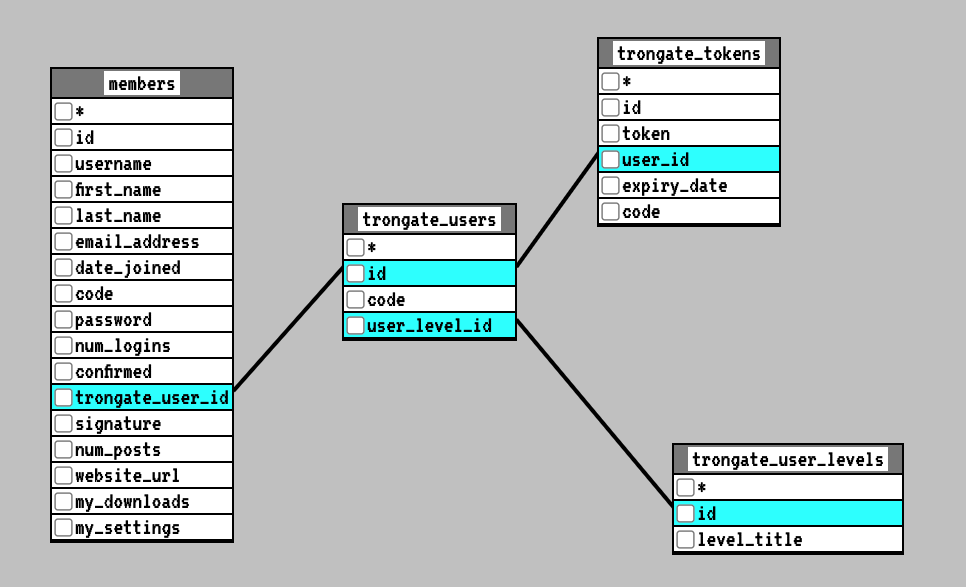 members
*
id
username
first_name
last_name
email_address
date_joined
code
password
num_logins
confirmed
trongate_user_id
signature
num_posts
website_url
my_downloads
my_settings
trongate_users
*
id
code
user_level_id
trongate_tokens
*
id
token
user_id
expiry_date
code
trongate_user_levels
*
id
level_title